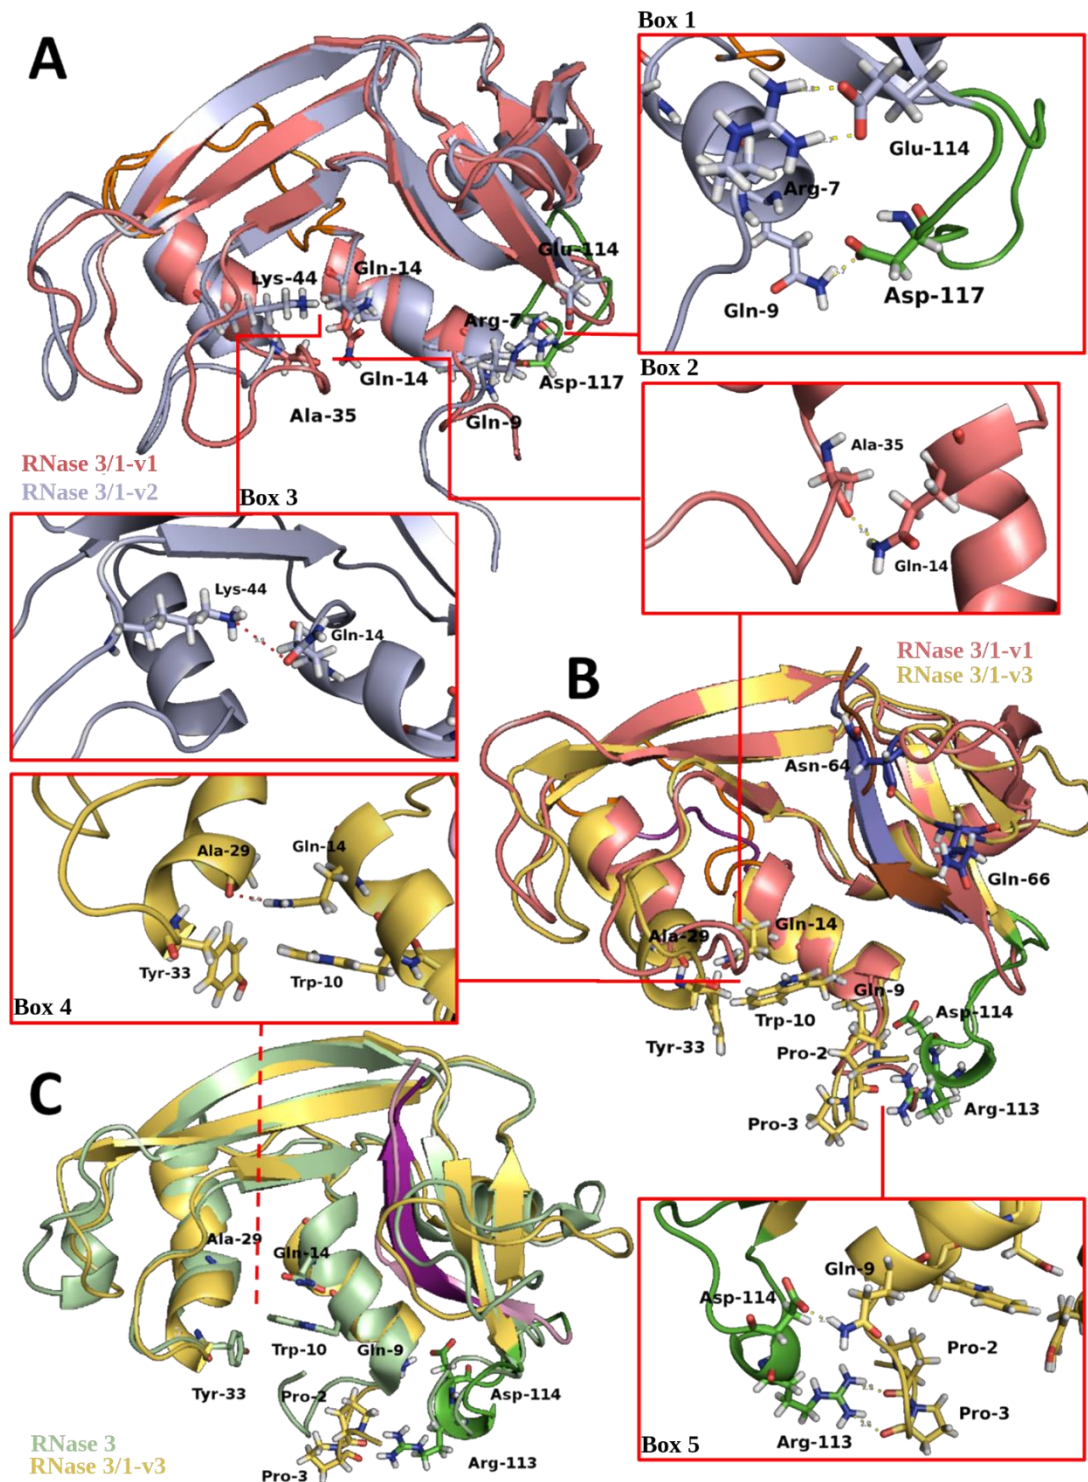 Box 1
A
Glu-114
Arg-7
Gln-9
Asp-117
Lys-44
Gln-14
Glu-114
Arg-7
Gln-14
Asp-117
Ala-35
Gln-9
RNase 3/1-v1
RNase 3/1-v2
Box 2
Ala-35
Gln-14
Box 3
Lys-44
Gln-14
B
RNase 3/1-v1
RNase 3/1-v3
Asn-64
Gln-66
Gln-14
Ala-29
Gln-9
Trp-10
Asp-114
Tyr-33
Pro-2
Arg-113
Pro-3
Ala-29
Gln-14
Tyr-33
Trp-10
Box 4
C
Ala-29
Gln-14
Trp-10
Gln-9
Tyr-33
Pro-2
Asp-114
RNase 3
RNase 3/1-v3
Pro-3
Arg-113
Gln-9
Asp-114
Pro-2
Pro-3
Arg-113
Box 5